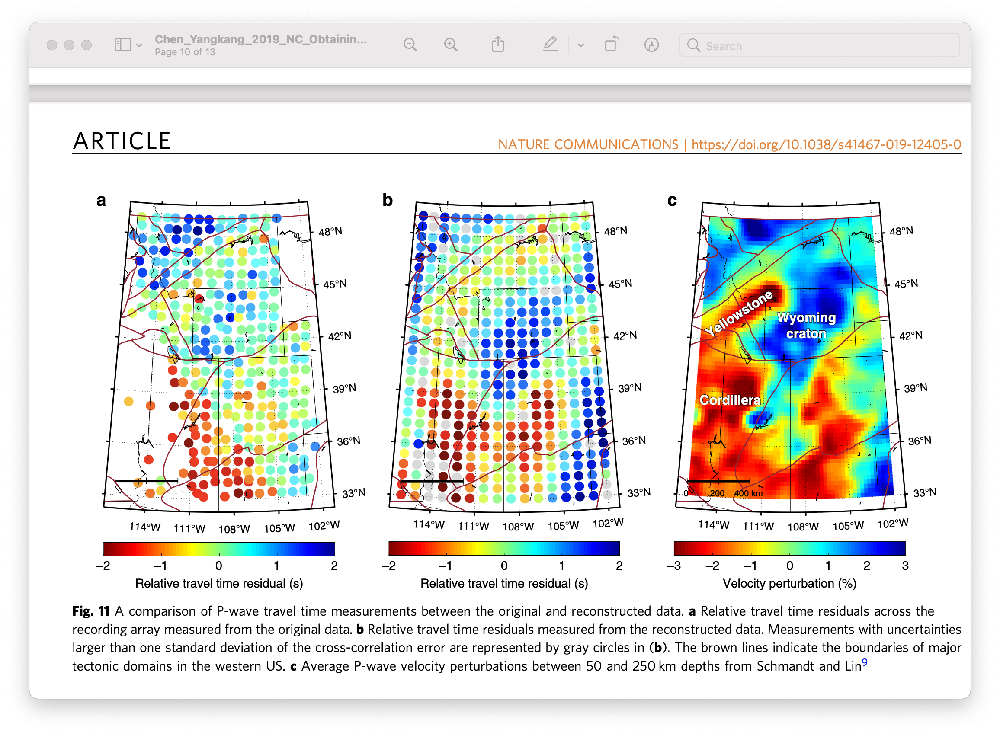 Chen_Yangkang_2019_NC_Obtainin...
Page 10 of 13
Search
ARTICLE
NATURE COMMUNICATIONS | https://doi.org/10.1038/s41467-019-12405-0
a
48°N
45°N
42°N
39°N
36°N
33°N
114°W 111°W 108°W 105°W 102°W
–2 –1 0 1 2
Relative travel time residual (s)
b
48°N
45°N
42°N
39°N
36°N
33°N
114°W 111°W 108°W 105°W 102°W
–2 –1 0 1 2
Relative travel time residual (s)
c
48°N
45°N
42°N
39°N
36°N
33°N
Yellowstone
Wyoming
craton
Cordillera
0 200 400 km
114°W 111°W 108°W 105°W 102°W
–3 –2 –1 0 1 2 3
Velocity perturbation (%)
Fig. 11 A comparison of P-wave travel time measurements between the original and reconstructed data. a Relative travel time residuals across the
recording array measured from the original data. b Relative travel time residuals measured from the reconstructed data. Measurements with uncertainties
larger than one standard deviation of the cross-correlation error are represented by gray circles in (b). The brown lines indicate the boundaries of major
tectonic domains in the western US. c Average P-wave velocity perturbations between 50 and 250 km depths from Schmandt and Lin9